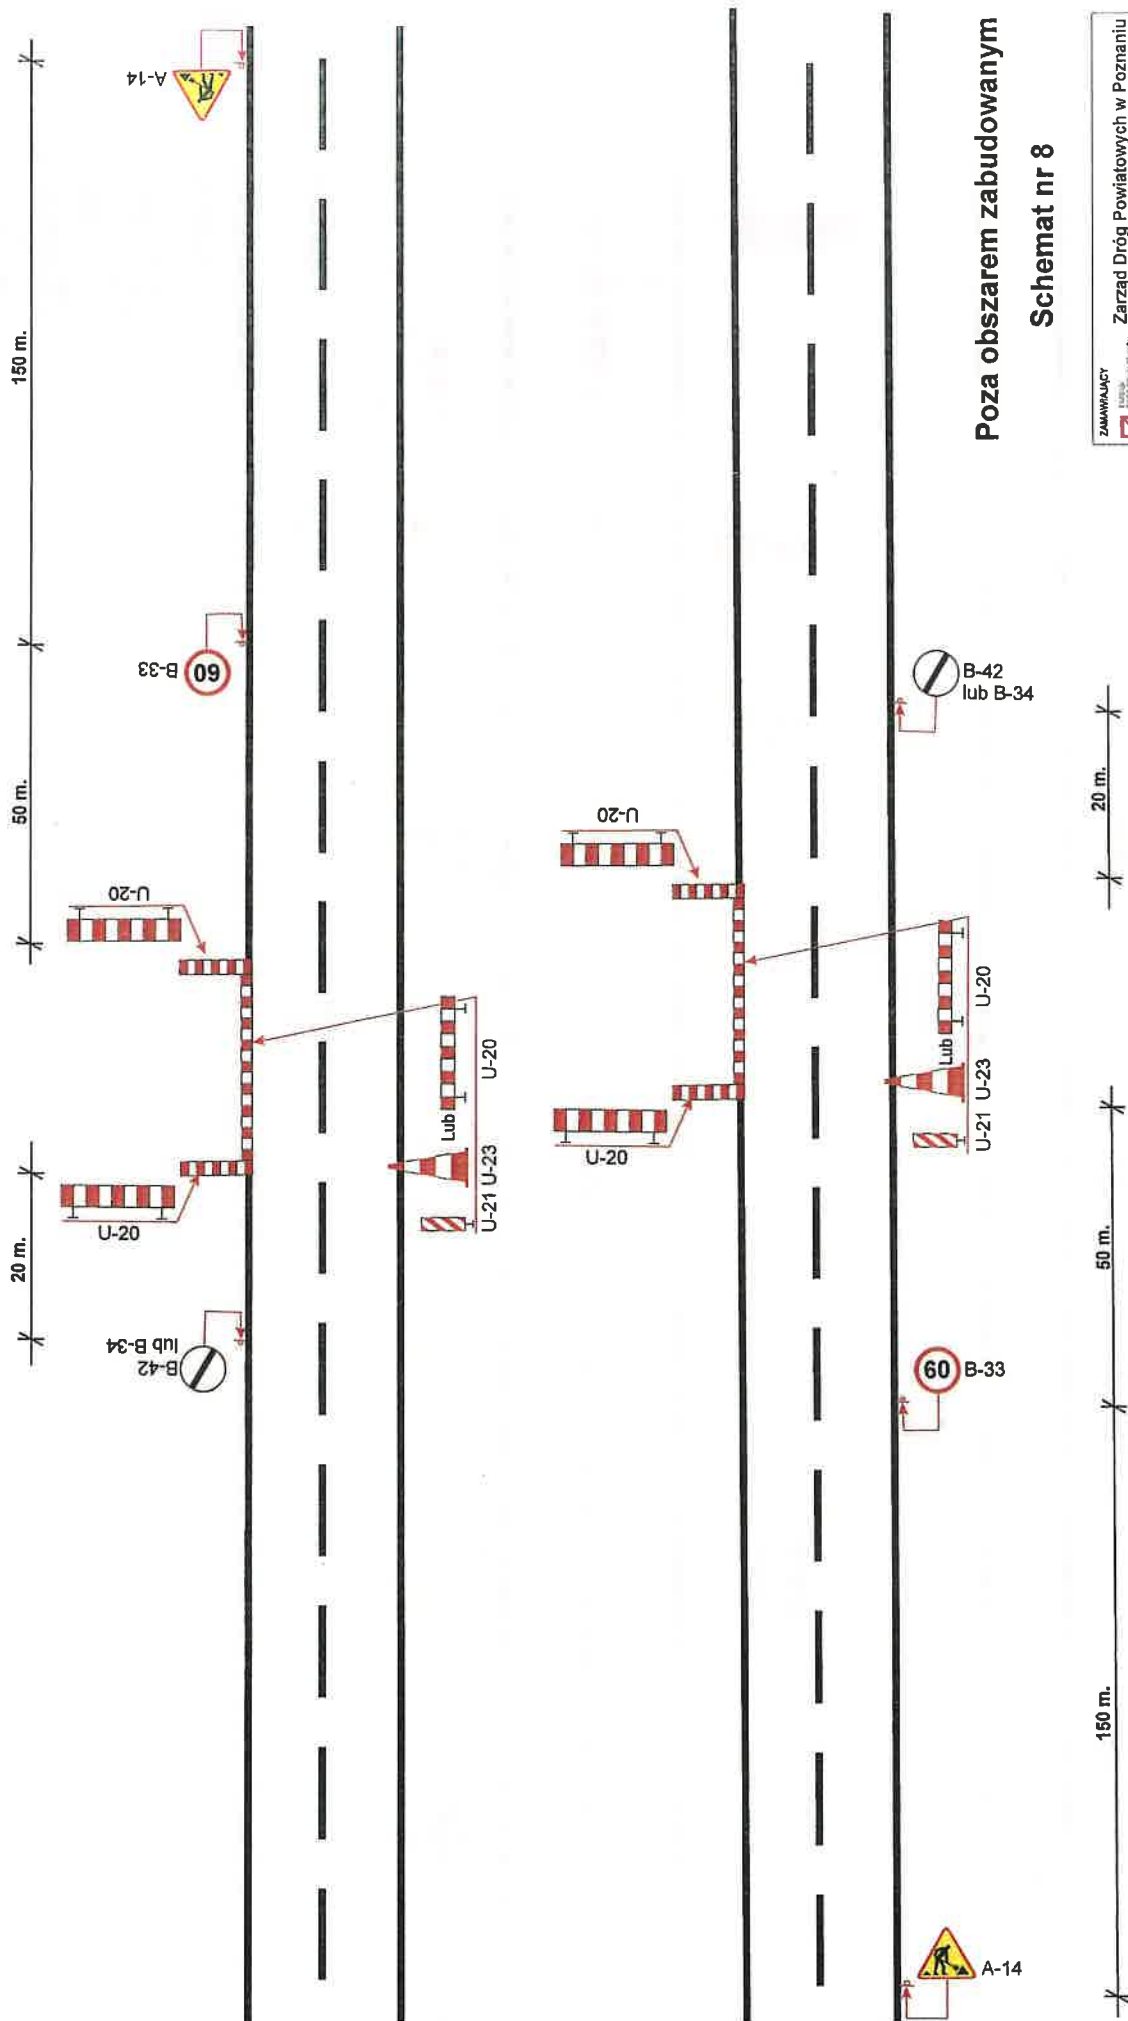 150 m.
50 m.
20 m.
A-14
B-33
60
U-20
U-20
B-42
lub B-34
Lub
U-20
U-21 U-23
U-20
U-20
B-42
lub B-34
20 m.
Lub
U-20
U-21 U-23
50 m.
60
B-33
150 m.
A-14
Poza obszarem zabudowanym
Schemat nr 8
ZAMAWIAJĄCY
Zarząd Dróg Powiatowych w Poznaniu